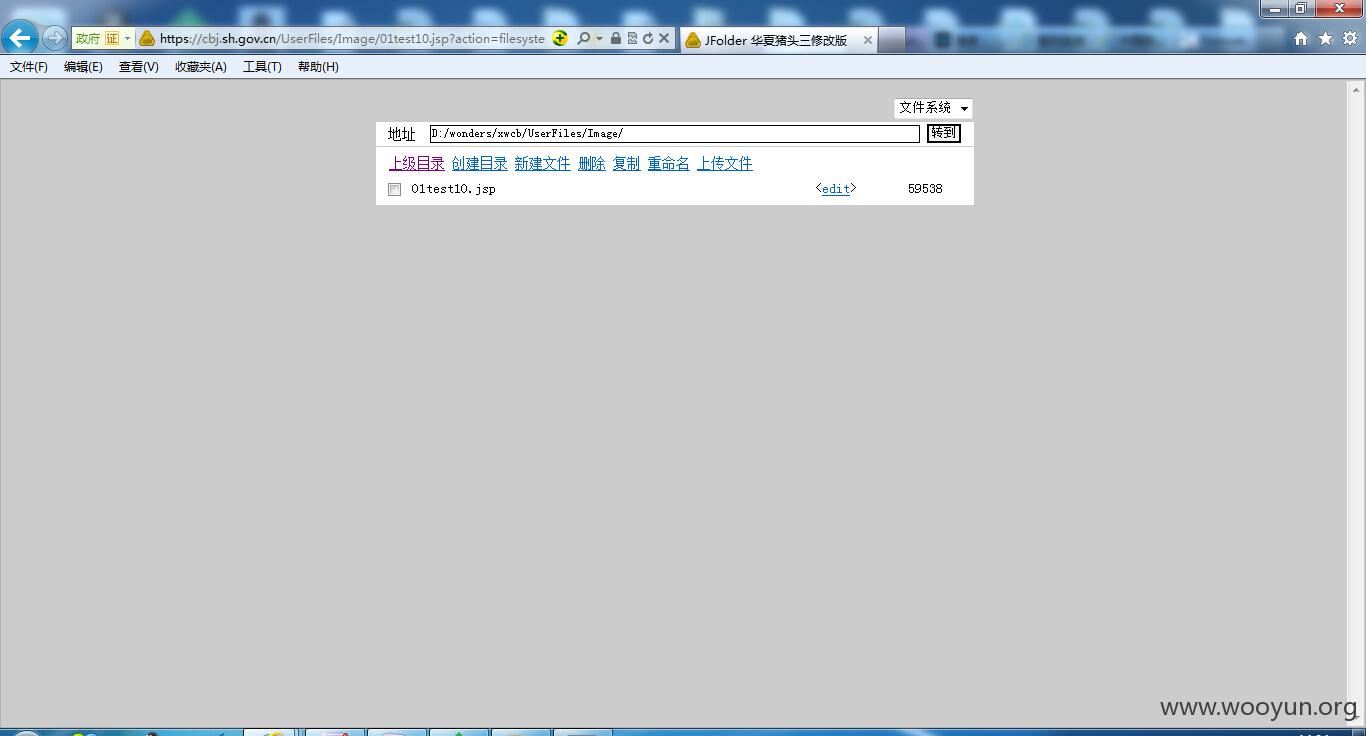 政府 证 https://cbj.sh.gov.cn/UserFiles/Image/01test10.jsp?action=filesyste
JFolder 华夏猪头三修改版
文件(F) 编辑(E) 查看(V) 收藏夹(A) 工具(T) 帮助(H)
文件系统
地址 D:/wonders/xwcb/UserFiles/Image/ 转到
上级目录 创建目录 新建文件 删除 复制 重命名 上传文件
01test10.jsp <edit> 59538
www.wooyun.org